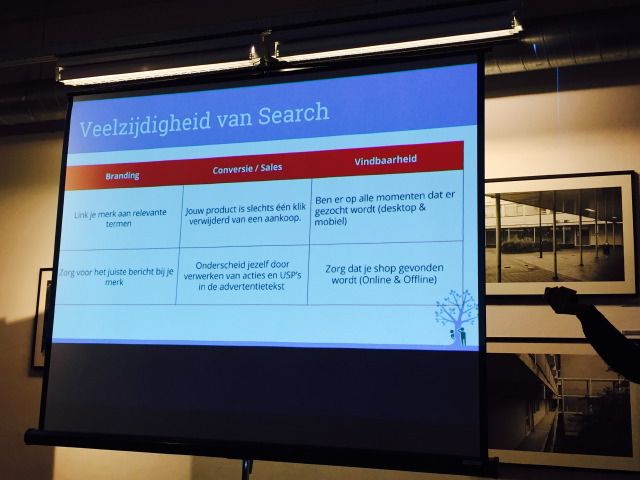 Veelzijdigheid van Search
Branding
Conversie / Sales
Vindbaarheid
Link je merk aan relevante
termen
Jouw product is slechts één klik
verwijderd van een aankoop.
Ben er op alle momenten dat er
gezocht wordt (desktop &
mobiel)
Zorg voor het juiste bericht bij je
merk
Onderscheid jezelf door
verwerken van acties en USP's
in de advertentietekst
Zorg dat je shop gevonden
wordt (Online & Offline)